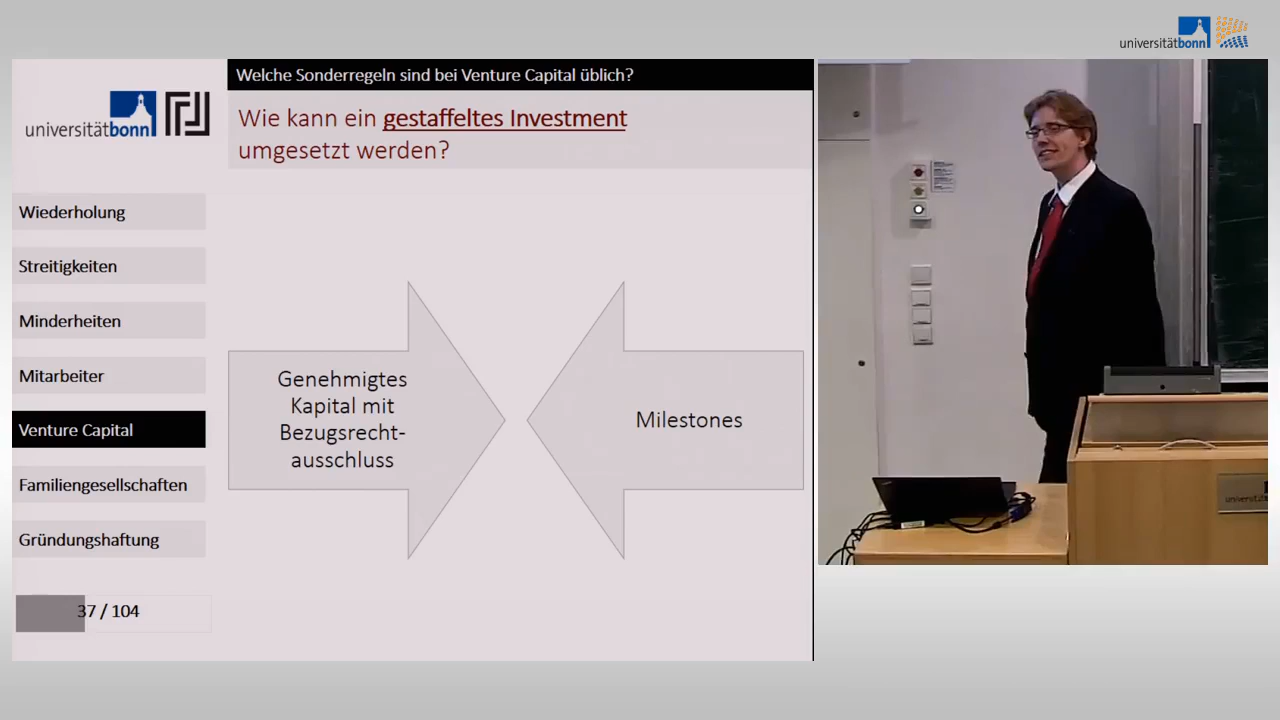 universitätbonn
Welche Sonderregeln sind bei Venture Capital üblich?
Wie kann ein gestaffeltes Investment
umgesetzt werden?
universitätbonn
Wiederholung
Streitigkeiten
Minderheiten
Mitarbeiter
Venture Capital
Familiengesellschaften
Gründungshaftung
37 / 104
Genehmigtes
Kapital mit
Bezugsrecht-
ausschluss
Milestones
universität